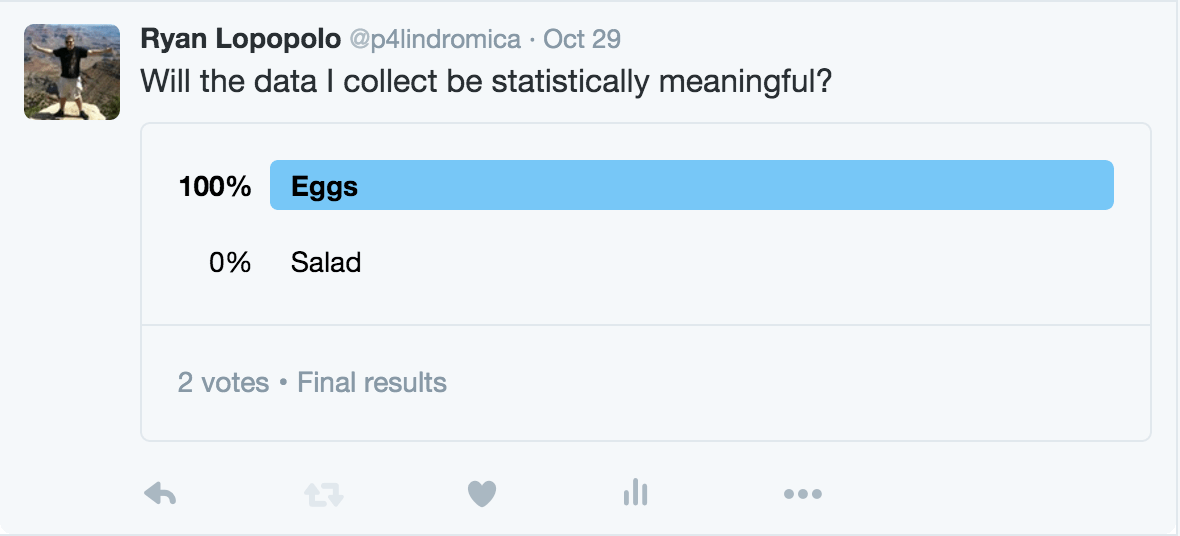 Ryan Lopopolo @p4lindromica · Oct 29
Will the data I collect be statistically meaningful?
100% Eggs
0% Salad
2 votes • Final results